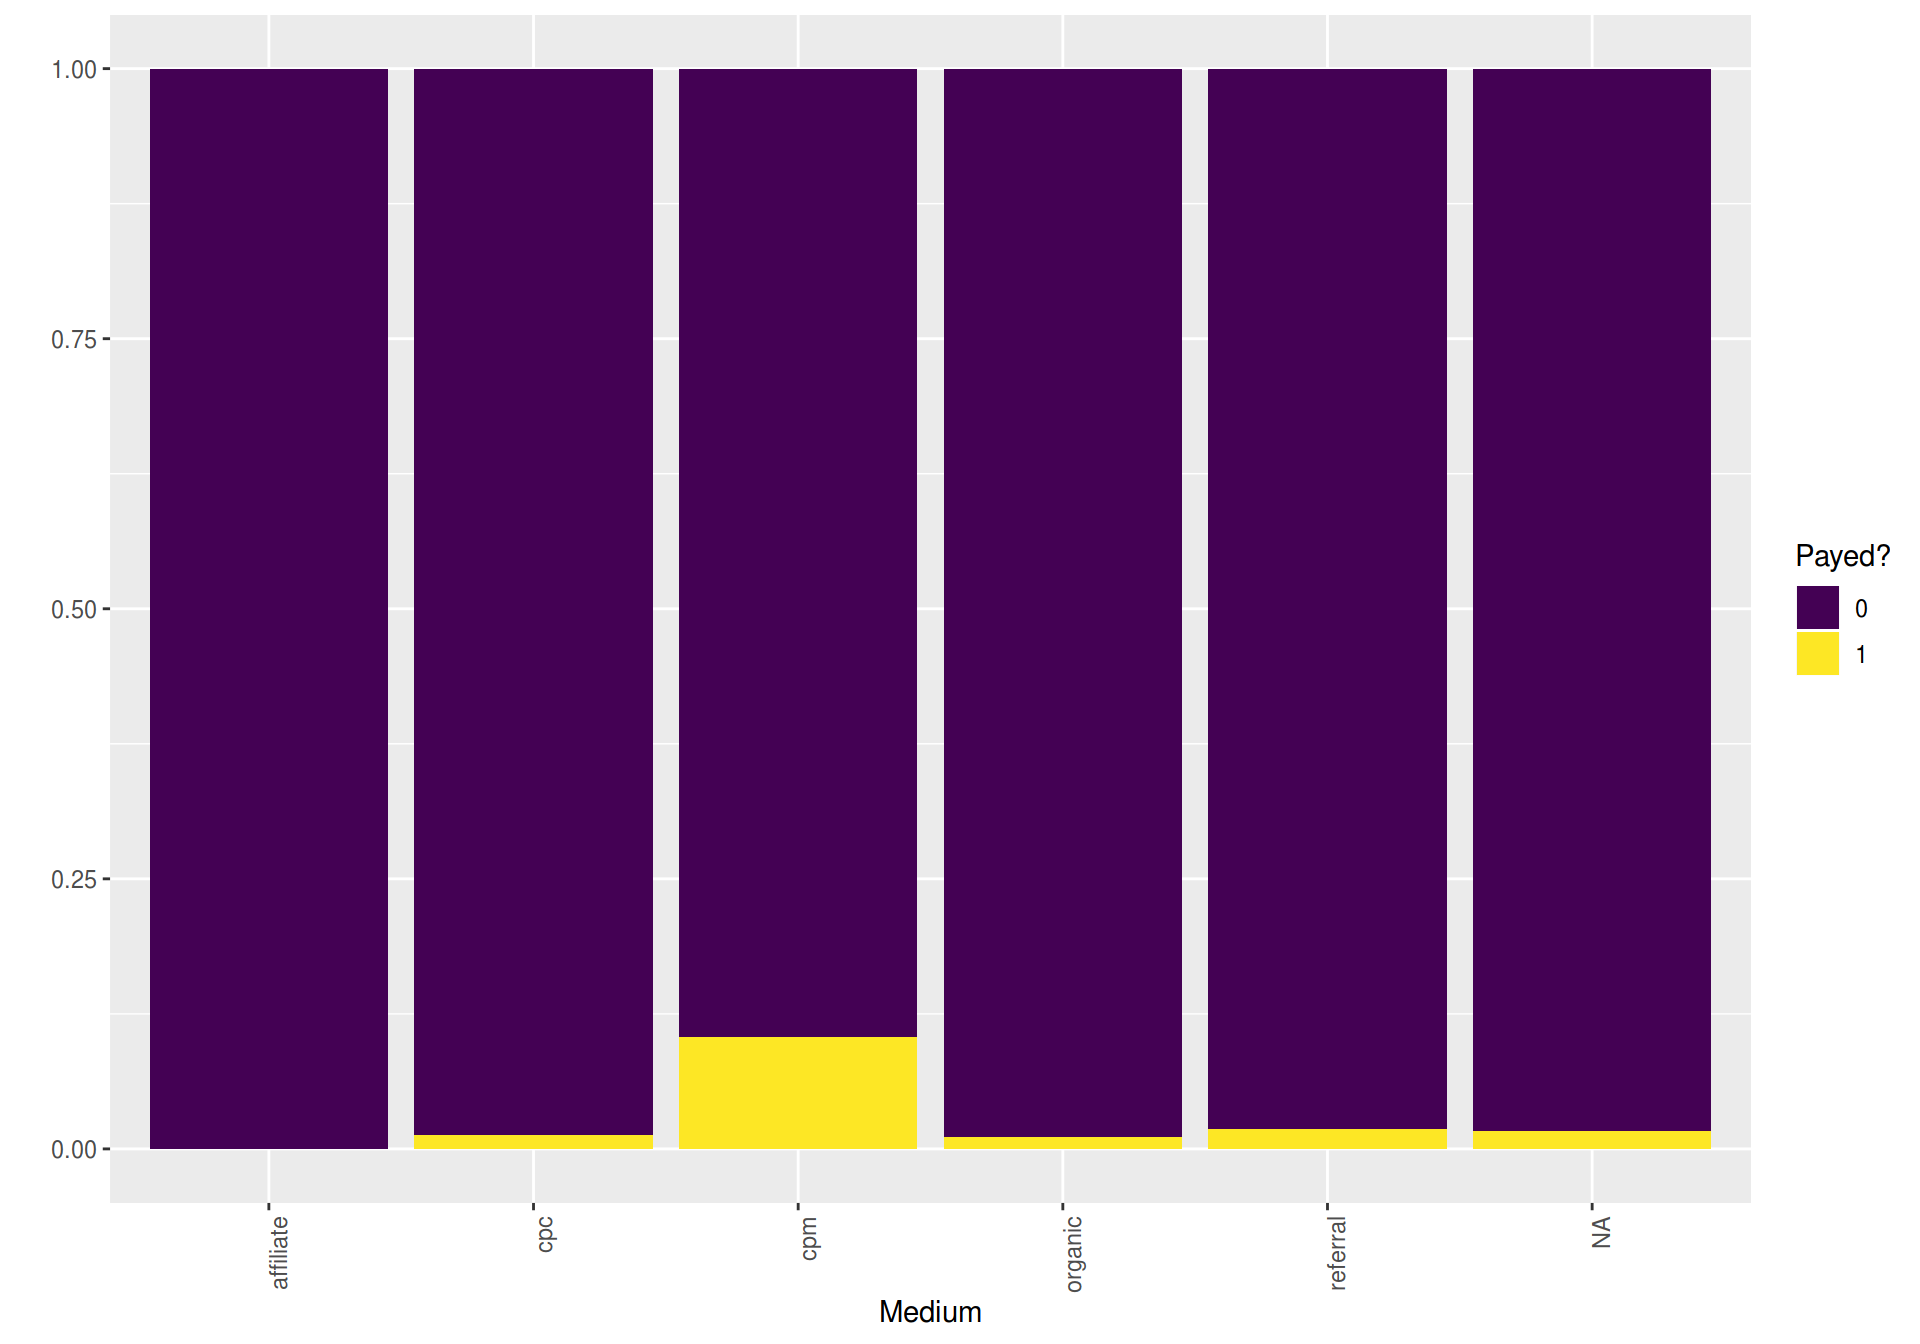 1.00
0.75
0.50
0.25
0.00
affiliate
cpc
cpm
organic
referral
NA
Medium
Payed?
0
1